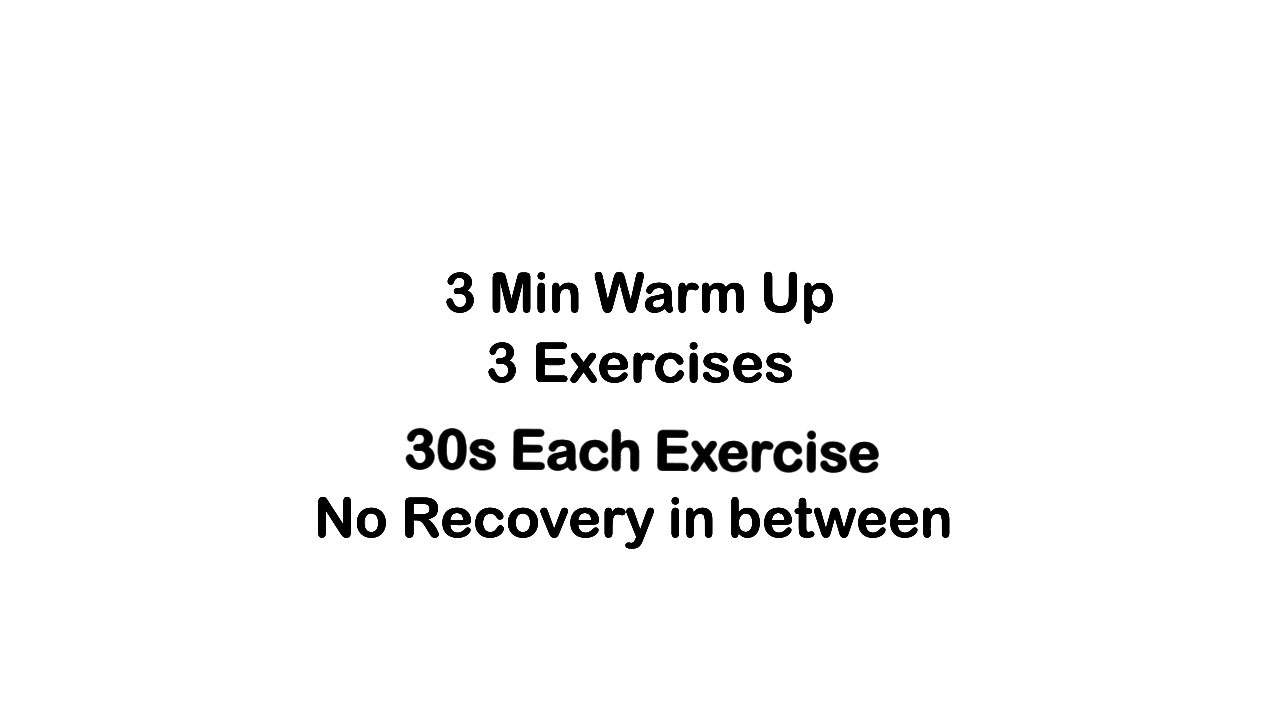 3 Min Warm Up
3 Exercises
30s Each Exercise
No Recovery in between